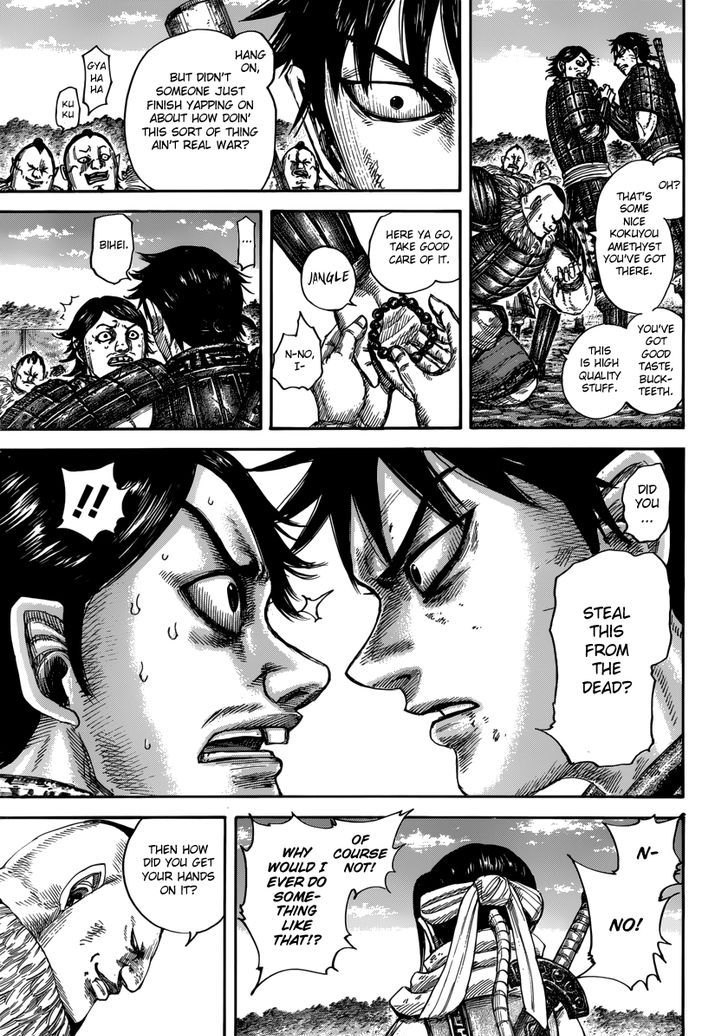 OH?
THAT'S
SOME
NICE
KOKUYOU
AMETHYST
YOU'VE GOT
THERE.
YOU'VE
GOT
GOOD
TASTE,
BUCK-
TEETH.
THIS
IS HIGH
QUALITY
STUFF.
HANG
ON,
BUT DIDN'T
SOMEONE JUST
FINISH YAPPING ON
ABOUT HOW DOIN'
THIS SORT OF THING
AIN'T REAL WAR?
GYA
HA
HA
KU
KU
HERE YA GO,
TAKE GOOD
CARE OF IT.
JANGLE
N-NO,
I-
...
BIHEI.
DID
YOU
...
STEAL
THIS
FROM
THE
DEAD?
!!
N-
NO!
OF
COURSE
NOT!
WHY
WOULD I
EVER DO
SOME-
THING
LIKE
THAT!?
THEN HOW
DID YOU GET
YOUR HANDS
ON IT?